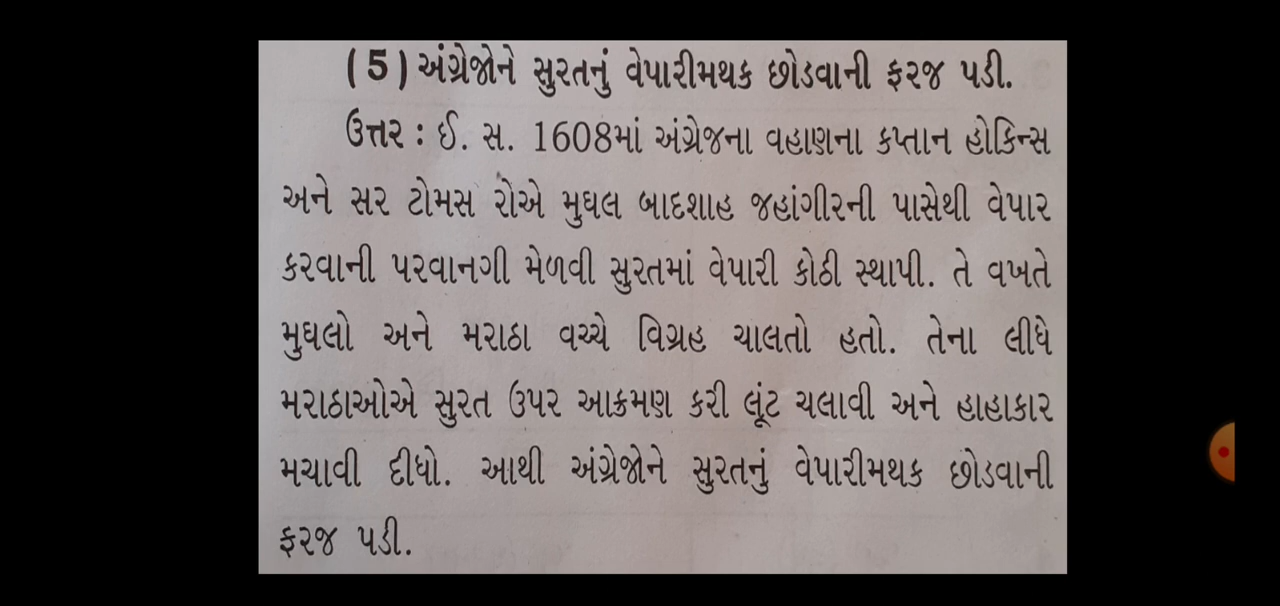 (5) અંગ્રેજોને સુરતનું વેપારીમથક છોડવાની ફરજ પડી.
ઉત્તર : ઈ. સ. 1608માં અંગ્રેજના વહાણના કપ્તાન હોકિન્સ
અને સર ટોમસ રોએ મુઘલ બાદશાહ જહાંગીરની પાસેથી વેપાર
કરવાની પરવાનગી મેળવી સુરતમાં વેપારી કોઠી સ્થાપી. તે વખતે
મુઘલો અને મરાઠા વચ્ચે વિગ્રહ ચાલતો હતો. તેના લીધે
મરાઠાઓએ સુરત ઉપર આક્રમણ કરી લૂંટ ચલાવી અને હાહાકાર
મચાવી દીધો. આથી અંગ્રેજોને સુરતનું વેપારીમથક છોડવાની
ફરજ પડી.